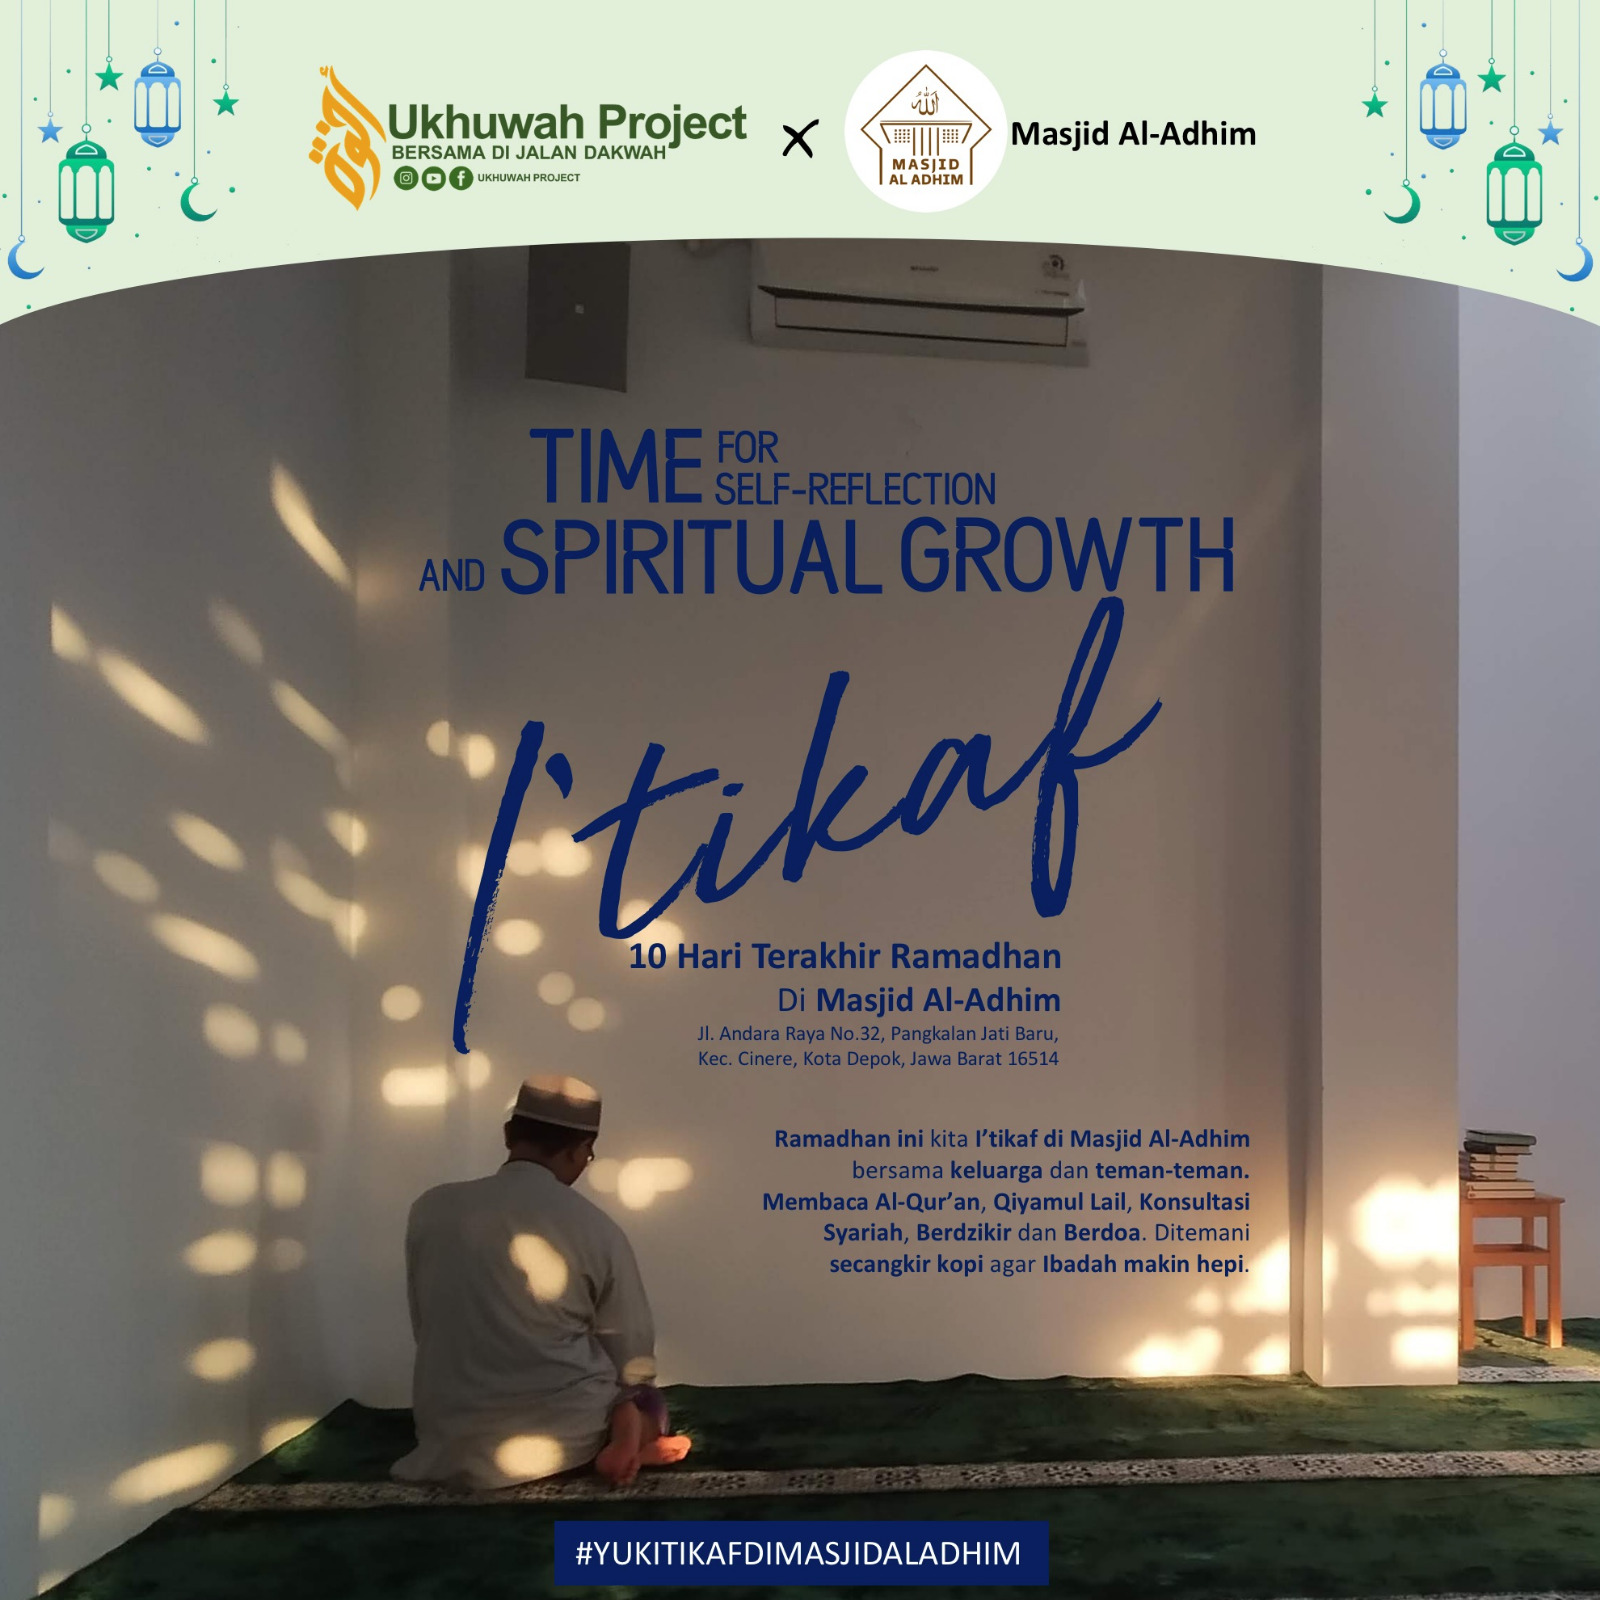 Ukhuwah Project
BERSAMA DI JALAN DAKWAH
UKHUWAH PROJECT
x
الله
MASJID
AL ADHIM
Masjid Al-Adhim
TIME FOR
SELF-REFLECTION
AND SPIRITUAL GROWTH
I'tikaf
10 Hari Terakhir Ramadhan
Di Masjid Al-Adhim
Jl. Andara Raya No.32, Pangkalan Jati Baru,
Kec. Cinere, Kota Depok, Jawa Barat 16514
Ramadhan ini kita I’tikaf di Masjid Al-Adhim
bersama keluarga dan teman-teman.
Membaca Al-Qur’an, Qiyamul Lail, Konsultasi
Syariah, Berdzikir dan Berdoa. Ditemani
secangkir kopi agar Ibadah makin hepi.
#YUKITIKAFDIMASJIDALADHIM